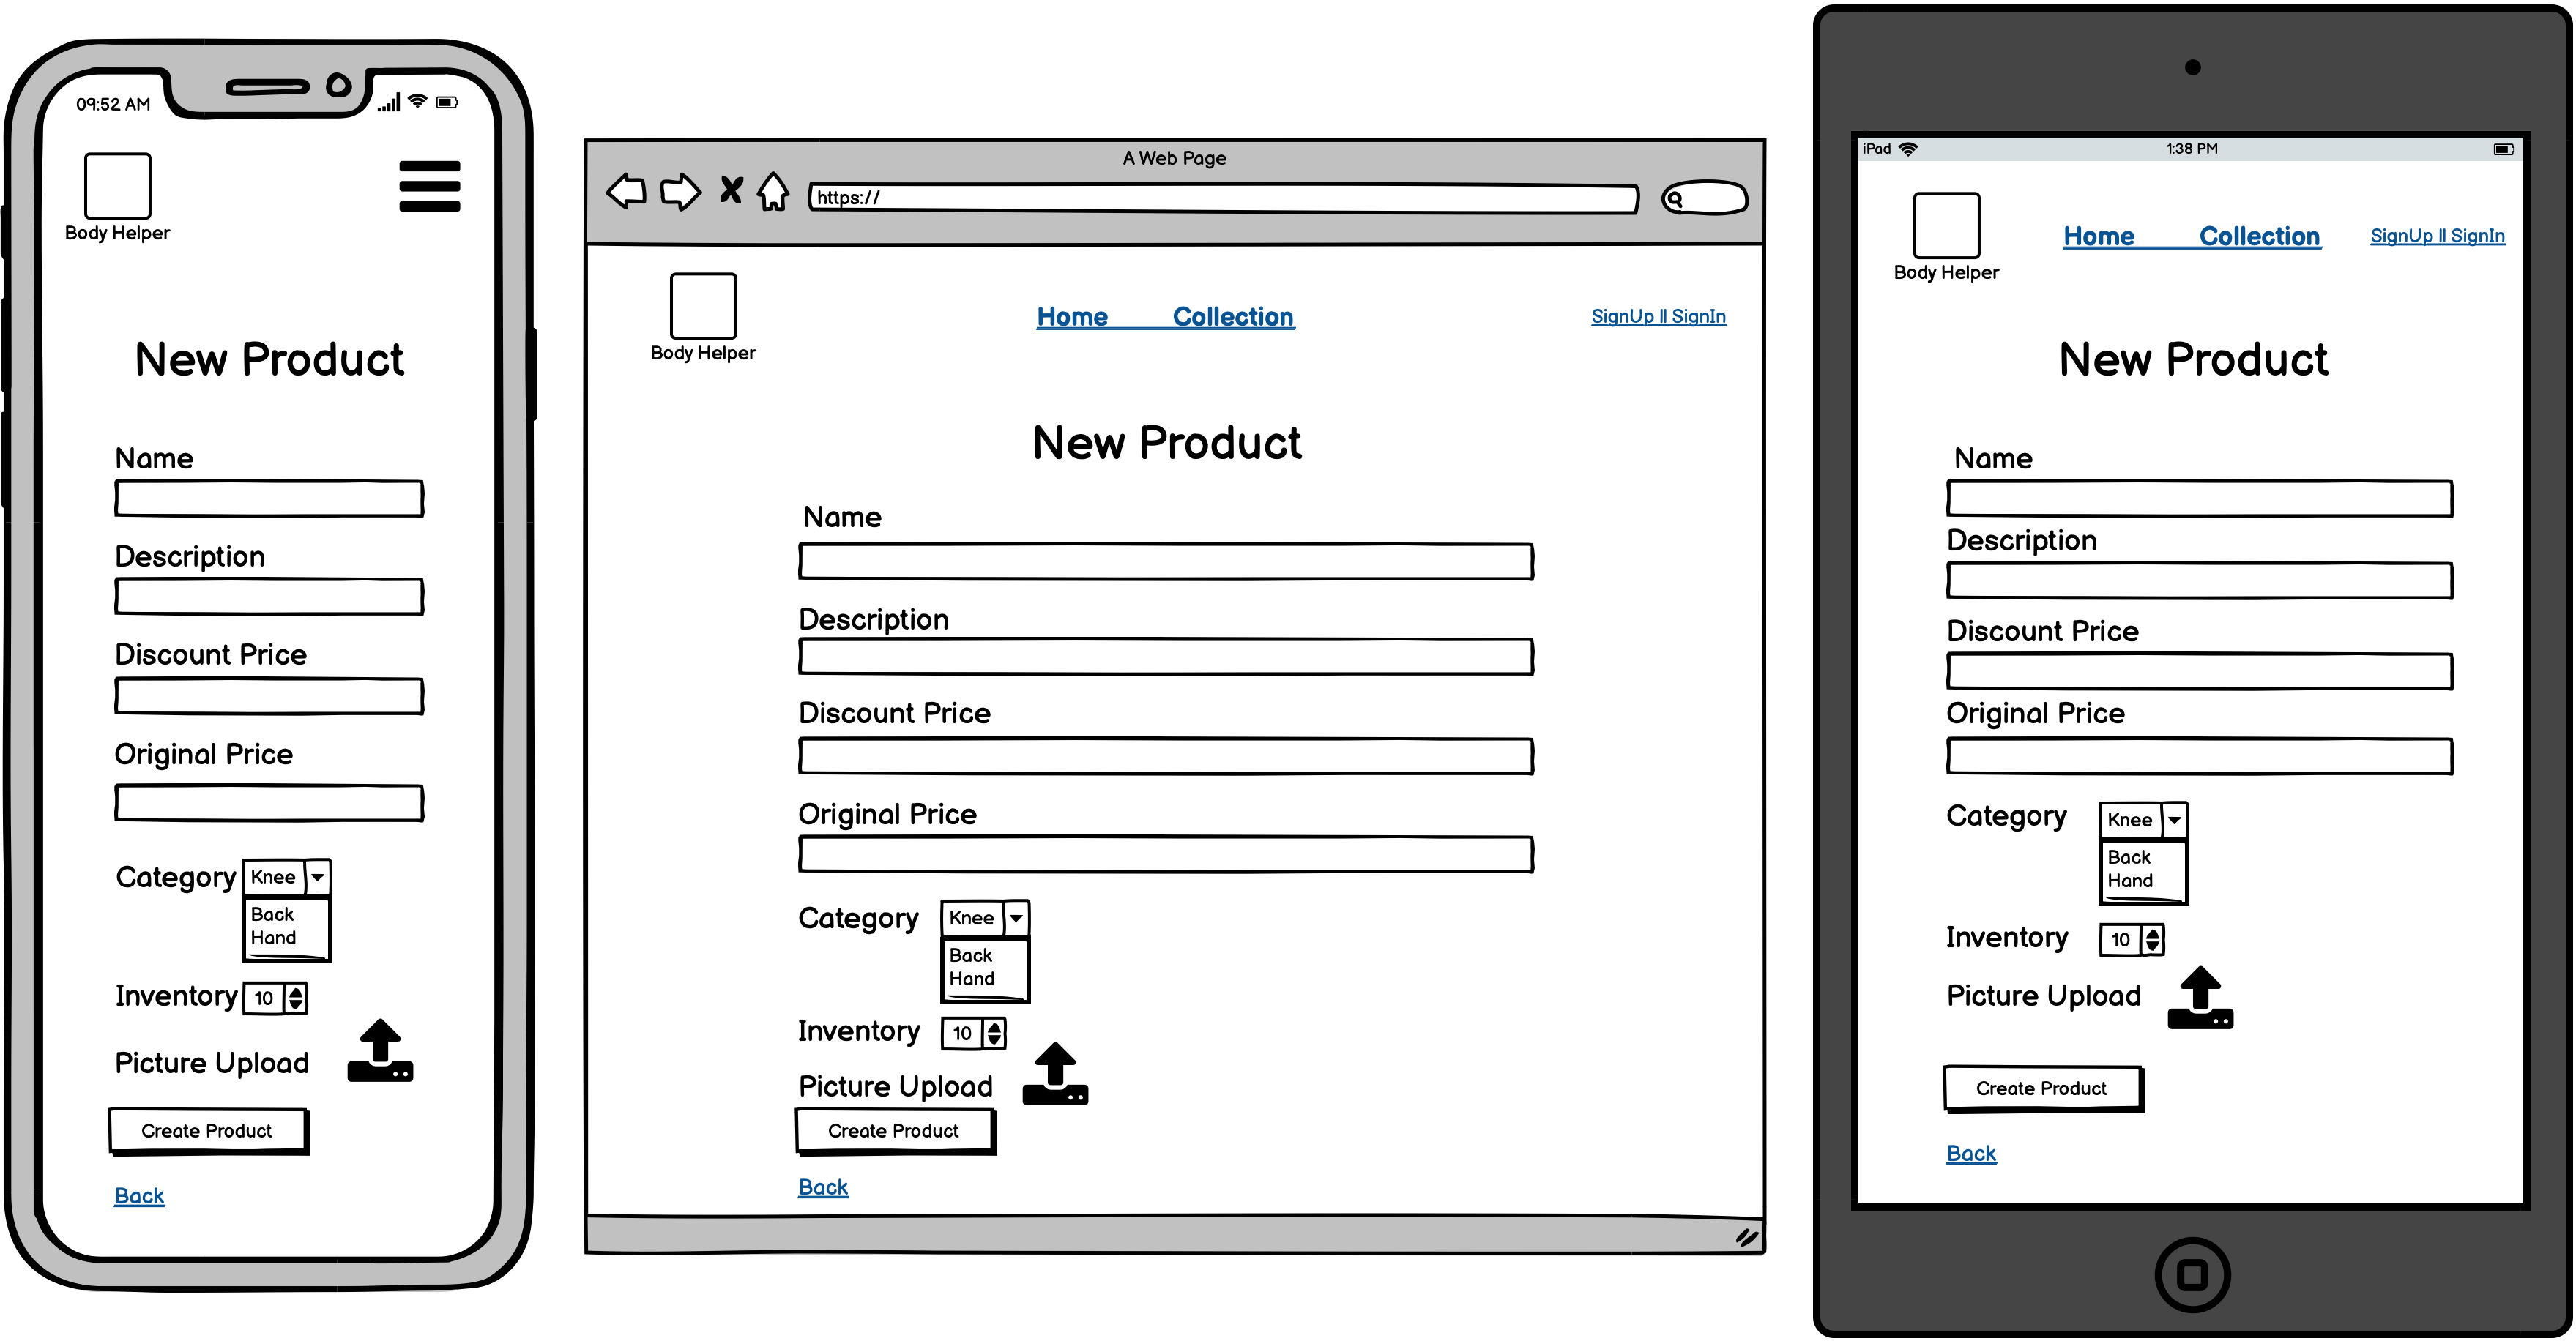 09:52 AM
Body Helper
New Product
Name
Description
Discount Price
Original Price
Category Knee
Back
Hand
Inventory 10
Picture Upload
Create Product
Back
A Web Page
https://
Body Helper
Home Collection
SignUp || SignIn
New Product
Name
Description
Discount Price
Original Price
Category Knee
Back
Hand
Inventory 10
Picture Upload
Create Product
Back
iPad 1:38 PM
Body Helper
Home Collection
SignUp || SignIn
New Product
Name
Description
Discount Price
Original Price
Category Knee
Back
Hand
Inventory 10
Picture Upload
Create Product
Back